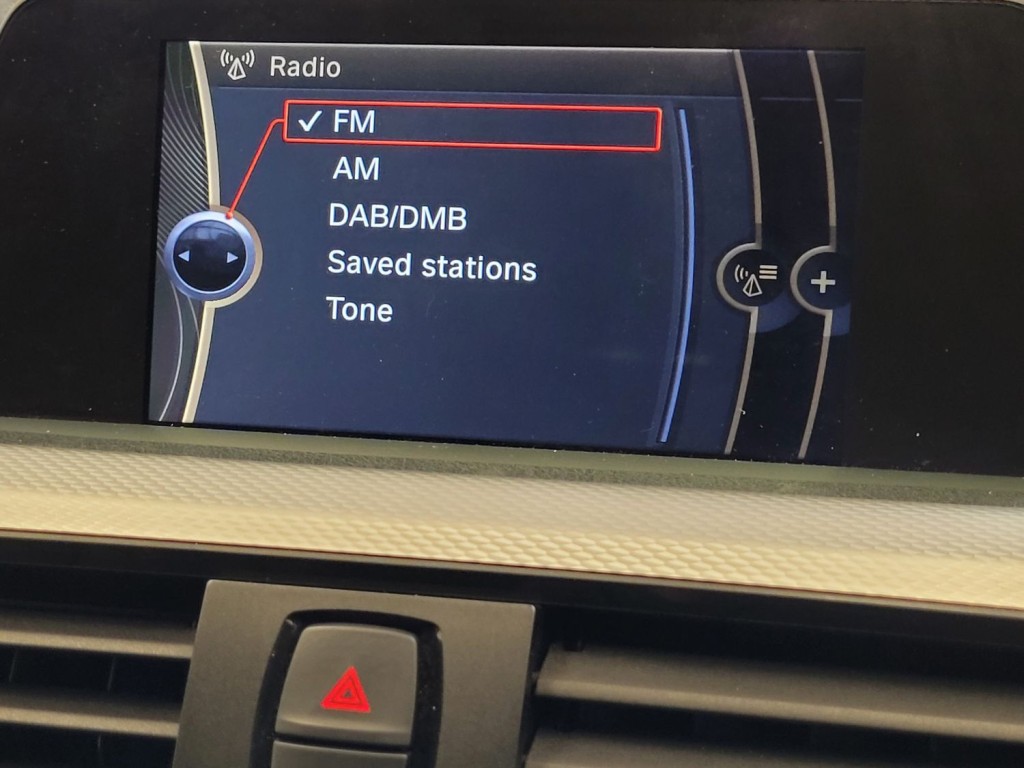 Radio
✓ FM
AM
DAB/DMB
Saved stations
Tone